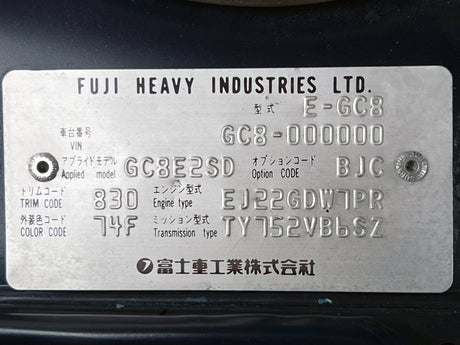 FUJI HEAVY INDUSTRIES LTD.
型式 E-GC8
車台番号 VIN GC8-000000
アプライドモデル Applied model GC8E2SD オプションコード Option code BJC
トリムコード TRIM CODE 830 エンジン型式 Engine type EJ22GDW7PR
外装色コード COLOR CODE 74F ミッション型式 Transmission type TY752VB6SZ
富士重工業株式会社